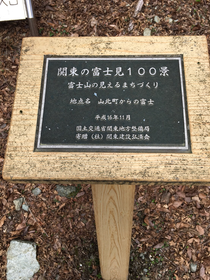 関東の富士見100景
富士山の見えるまちづくり
地点名 山北町からの富士
平成16年11月
国土交通省関東地方整備局
寄贈(社)関東建設弘済会